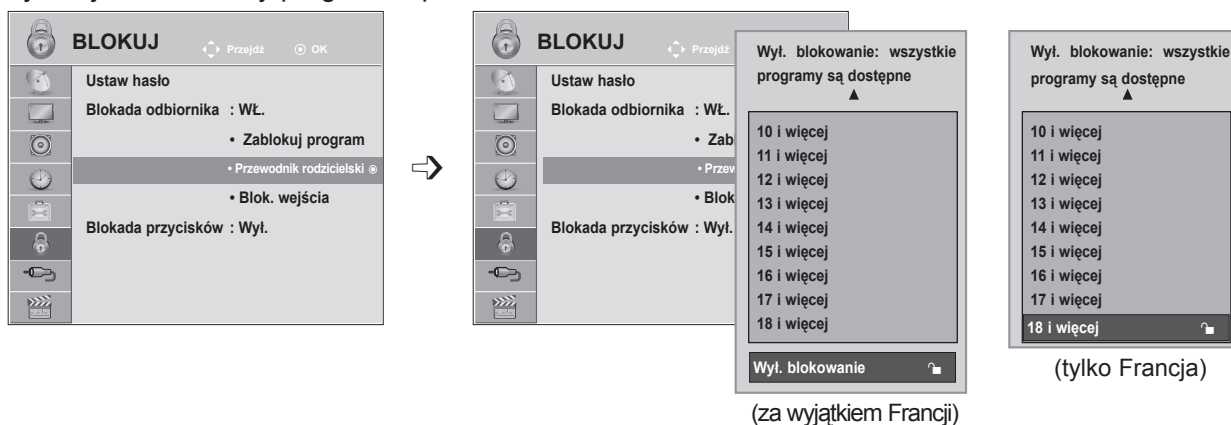 BLOKUJ
Przejdź
OK
Ustaw hasło
Blokada odbiornika : WŁ.
• Zablokuj program
• Przewodnik rodzicielski
• Blok. wejścia
Blokada przycisków : Wył.
BLOKUJ
Przejdź
Ustaw hasło
Blokada odbiornika : WŁ.
• Zab
• Przew
• Blok
Blokada przycisków : Wył.
Wył. blokowanie: wszystkie
programy są dostępne
10 i więcej
11 i więcej
12 i więcej
13 i więcej
14 i więcej
15 i więcej
16 i więcej
17 i więcej
18 i więcej
Wył. blokowanie
(za wyjątkiem Francji)
Wył. blokowanie: wszystkie
programy są dostępne
10 i więcej
11 i więcej
12 i więcej
13 i więcej
14 i więcej
15 i więcej
16 i więcej
17 i więcej
18 i więcej
(tylko Francja)